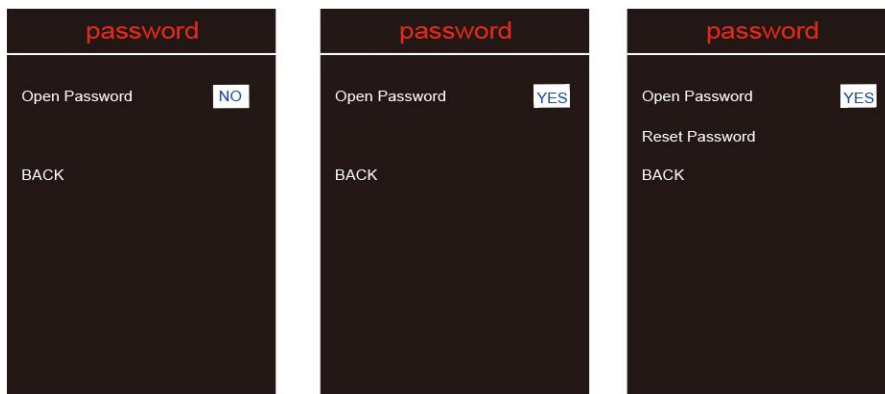 password
Open Password NO
BACK
password
Open Password YES
BACK
password
Open Password YES
Reset Password
BACK